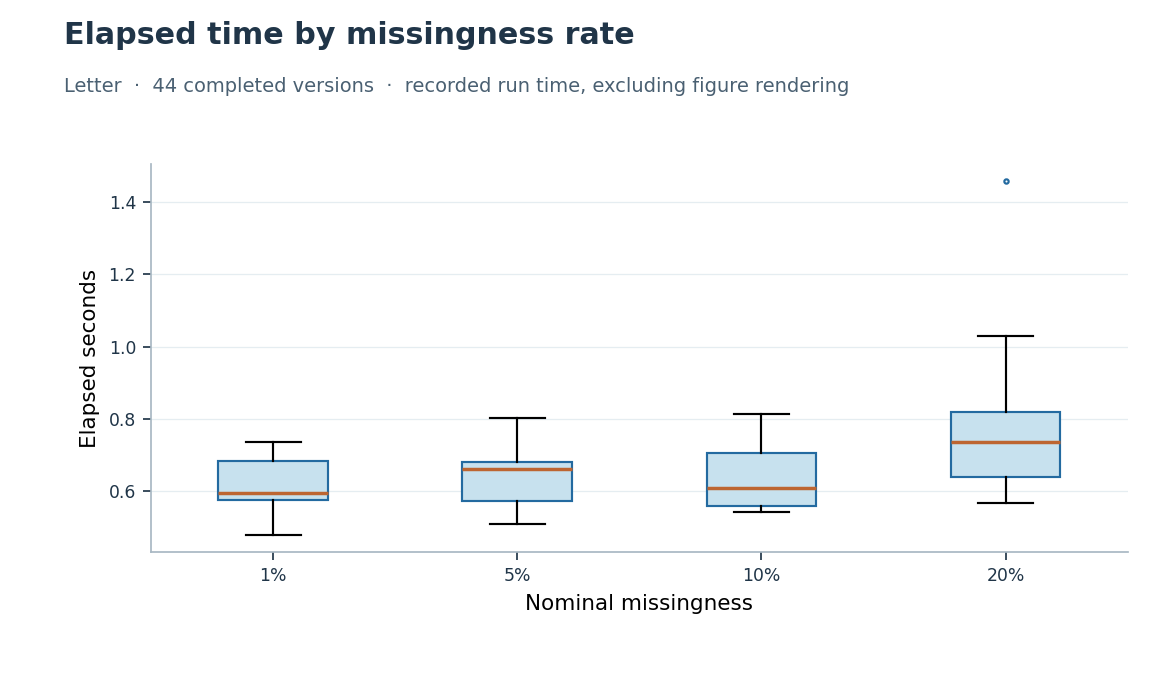 Elapsed time by missingness rate
Letter · 44 completed versions · recorded run time, excluding figure rendering
Elapsed seconds
1.4
1.2
1.0
0.8
0.6
1% 5% 10% 20%
Nominal missingness